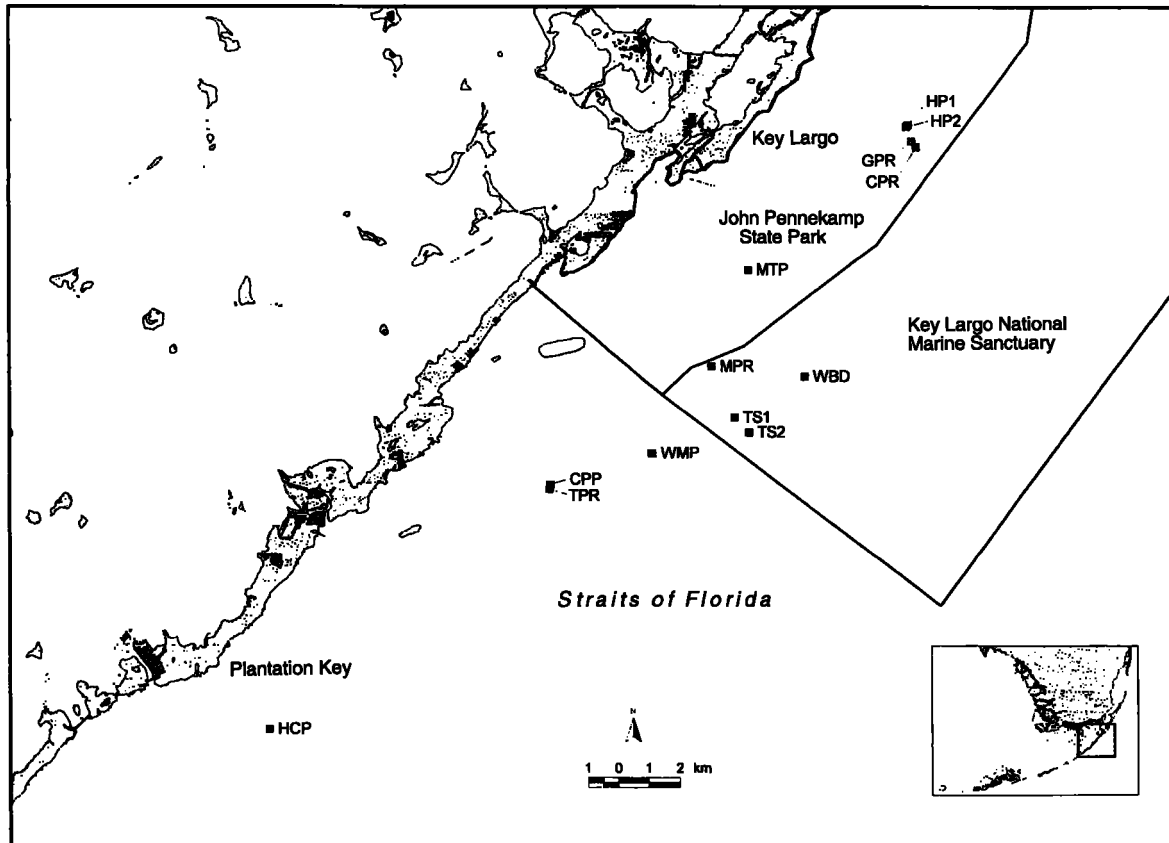 HP1
HP2
Key Largo
GPR
CPR
John Pennekamp
State Park
MTP
Key Largo National
Marine Sanctuary
MPR
WBD
TS1
TS2
WMP
CPP
TPR
Straits of Florida
Plantation Key
HCP
N
1 0 1 2 km